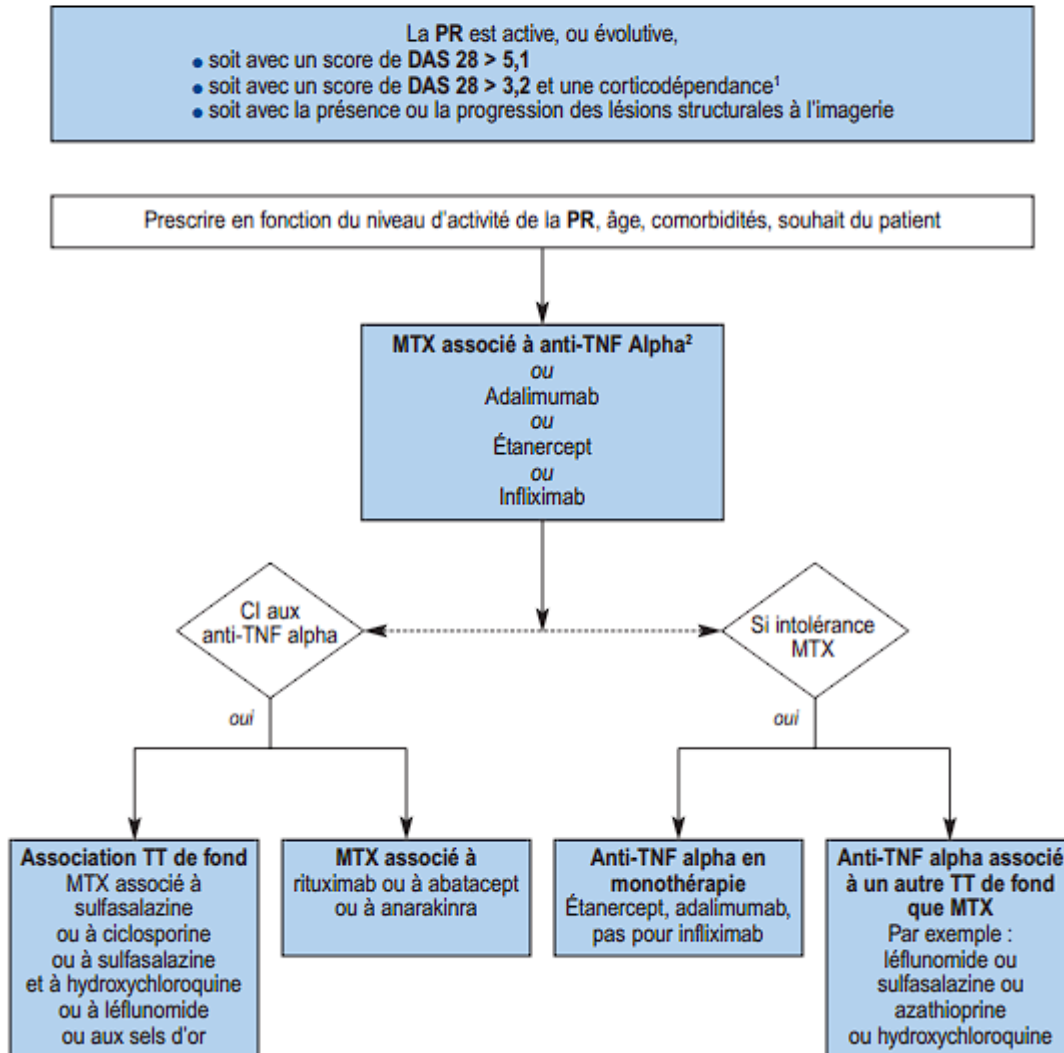 La PR est active, ou évolutive,
• soit avec un score de DAS 28 > 5,1
• soit avec un score de DAS 28 > 3,2 et une corticodépendance¹
• soit avec la présence ou la progression des lésions structurales à l'imagerie
Prescrire en fonction du niveau d'activité de la PR, âge, comorbidités, souhait du patient
MTX associé à anti-TNF Alpha²
ou
Adalimumab
ou
Étanercept
ou
Infliximab
CI aux
anti-TNF alpha
Si intolérance
MTX
oui
oui
Association TT de fond
MTX associé à
sulfasalazine
ou à ciclosporine
ou à sulfasalazine
et à hydroxychloroquine
ou à léflunomide
ou aux sels d'or
MTX associé à
rituximab ou à abatacept
ou à anarakinra
Anti-TNF alpha en
monothérapie
Étanercept, adalimumab,
pas pour infliximab
Anti-TNF alpha associé
à un autre TT de fond
que MTX
Par exemple :
léflunomide ou
sulfasalazine ou
azathioprine
ou hydroxychloroquine